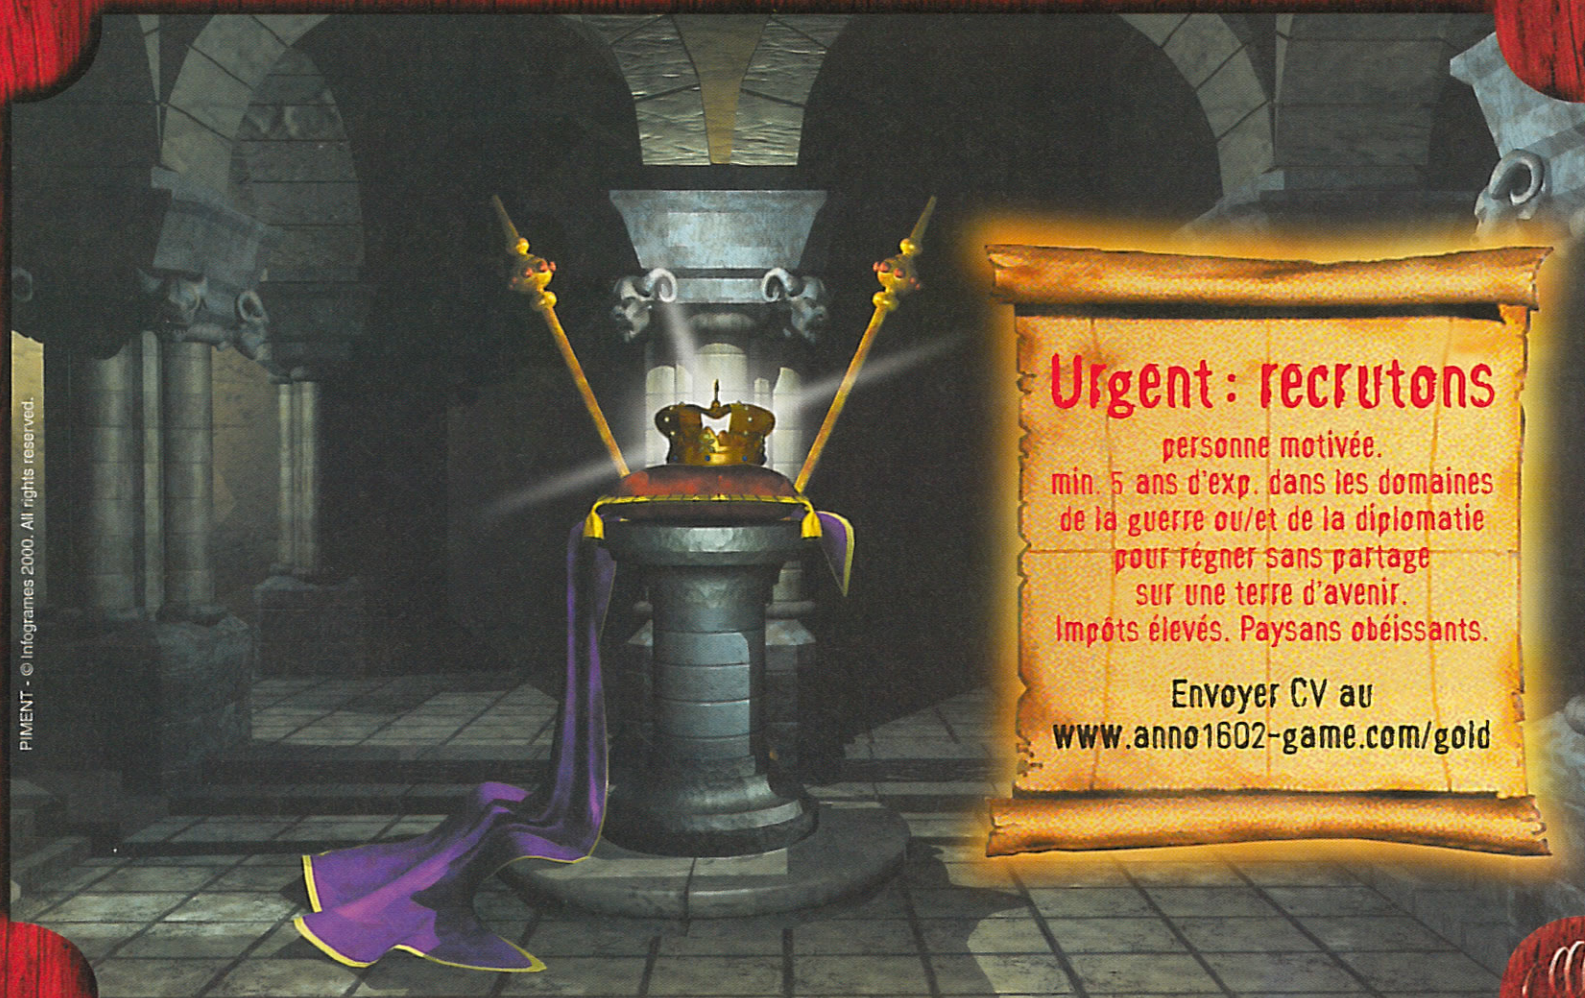 Urgent: recrutons
personne motivée.
min. 5 ans d'exp. dans les domaines
de la guerre ou/et de la diplomatie
pour régner sans partage
sur une terre d'avenir.
Impôts élevés. Paysans obéissants.
Envoyer CV au
www.anno1602-game.com/gold
PIMENT - © Infogrames 2000. All rights reserved.